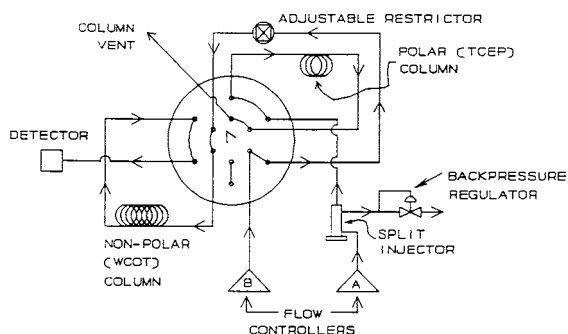 ADJUSTABLE RESTRICTOR
COLUMN
VENT
POLAR (TCEP)
COLUMN
DETECTOR
BACKPRESSURE
REGULATOR
SPLIT
INJECTOR
NON-POLAR
(WCOT)
COLUMN
B
A
FLOW
CONTROLLERS